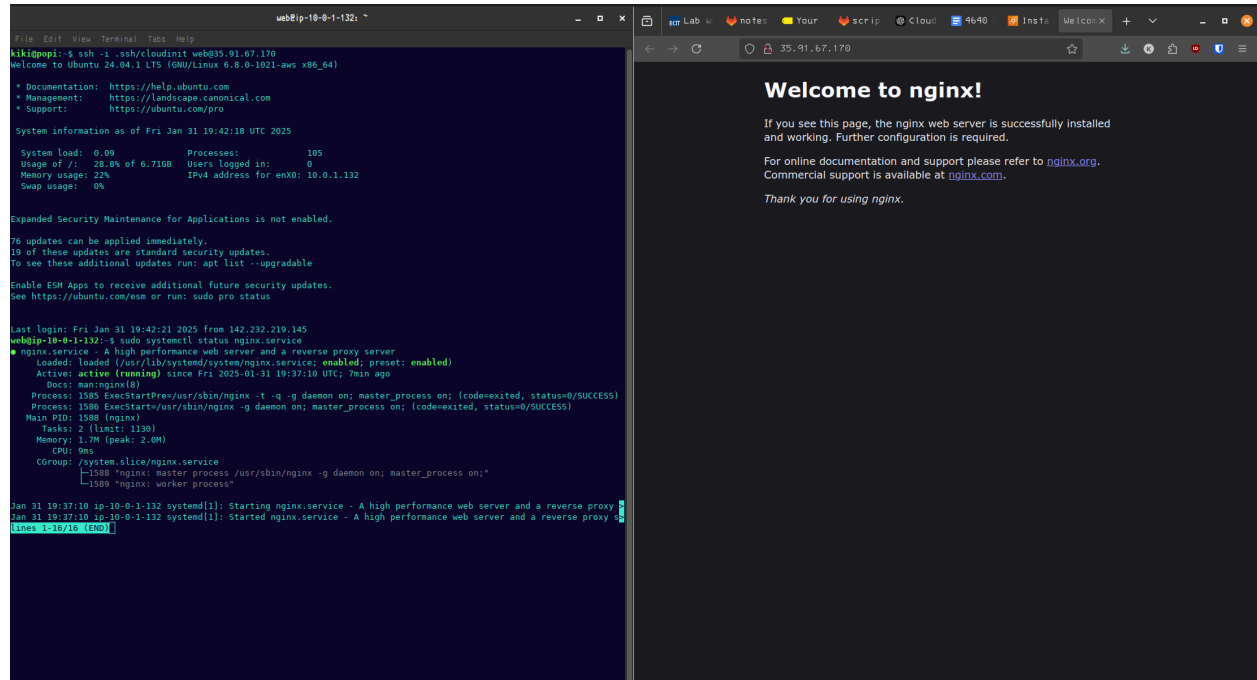 web@ip-10-0-1-132: ~
File Edit View Terminal Tabs Help
kiki@popi:~$ ssh -i .ssh/cloudinit web@35.91.67.170
Welcome to Ubuntu 24.04.1 LTS (GNU/Linux 6.8.0-1021-aws x86_64)
* Documentation: https://help.ubuntu.com
* Management: https://landscape.canonical.com
* Support: https://ubuntu.com/pro
System information as of Fri Jan 31 19:42:18 UTC 2025
System load: 0.09 Processes: 105
Usage of /: 28.8% of 6.71GB Users logged in: 0
Memory usage: 22% IPv4 address for enX0: 10.0.1.132
Swap usage: 0%
Expanded Security Maintenance for Applications is not enabled.
76 updates can be applied immediately.
19 of these updates are standard security updates.
To see these additional updates run: apt list --upgradable
Enable ESM Apps to receive additional future security updates.
See https://ubuntu.com/esm or run: sudo pro status
Last login: Fri Jan 31 19:42:21 2025 from 142.232.219.145
web@ip-10-0-1-132:~$ sudo systemctl status nginx.service
● nginx.service - A high performance web server and a reverse proxy server
Loaded: loaded (/usr/lib/systemd/system/nginx.service; enabled; preset: enabled)
Active: active (running) since Fri 2025-01-31 19:37:10 UTC; 7min ago
Docs: man:nginx(8)
Process: 1585 ExecStartPre=/usr/sbin/nginx -t -q -g daemon on; master_process on; (code=exited, status=0/SUCCESS)
Process: 1586 ExecStart=/usr/sbin/nginx -g daemon on; master_process on; (code=exited, status=0/SUCCESS)
Main PID: 1588 (nginx)
Tasks: 2 (limit: 1130)
Memory: 1.7M (peak: 2.0M)
CPU: 9ms
CGroup: /system.slice/nginx.service
├─1588 "nginx: master process /usr/sbin/nginx -g daemon on; master_process on;"
└─1589 "nginx: worker process"
Jan 31 19:37:10 ip-10-0-1-132 systemd[1]: Starting nginx.service - A high performance web server and a reverse proxy >
Jan 31 19:37:10 ip-10-0-1-132 systemd[1]: Started nginx.service - A high performance web server and a reverse proxy s>
lines 1-16/16 (END)
Lab w notes Your scrip Cloud 4640 Insta Welcom
35.91.67.170
Welcome to nginx!
If you see this page, the nginx web server is successfully installed
and working. Further configuration is required.
For online documentation and support please refer to nginx.org.
Commercial support is available at nginx.com.
Thank you for using nginx.